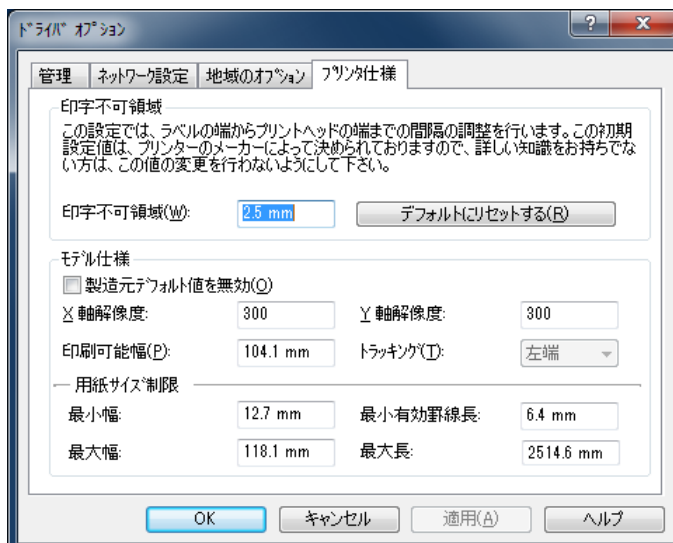 ドライバ オプション
管理 ネットワーク設定 地域のオプション プリンタ仕様
印字不可領域
この設定では、ラベルの端からプリントヘッドの端までの間隔の調整を行います。この初期
設定値は、プリンターのメーカーによって決められておりますので、詳しい知識をお持ちでな
い方は、この値の変更を行わないようにして下さい。
印字不可領域(W): 2.5 mm デフォルトにリセットする(R)
モデル仕様
製造元デフォルト値を無効(O)
X 軸解像度: 300 Y 軸解像度: 300
印刷可能幅(P): 104.1 mm トラッキング(T): 左端
用紙サイズ制限
最小幅: 12.7 mm 最小有効罫線長: 6.4 mm
最大幅: 118.1 mm 最大長: 2514.6 mm
OK キャンセル 適用(A) ヘルプ